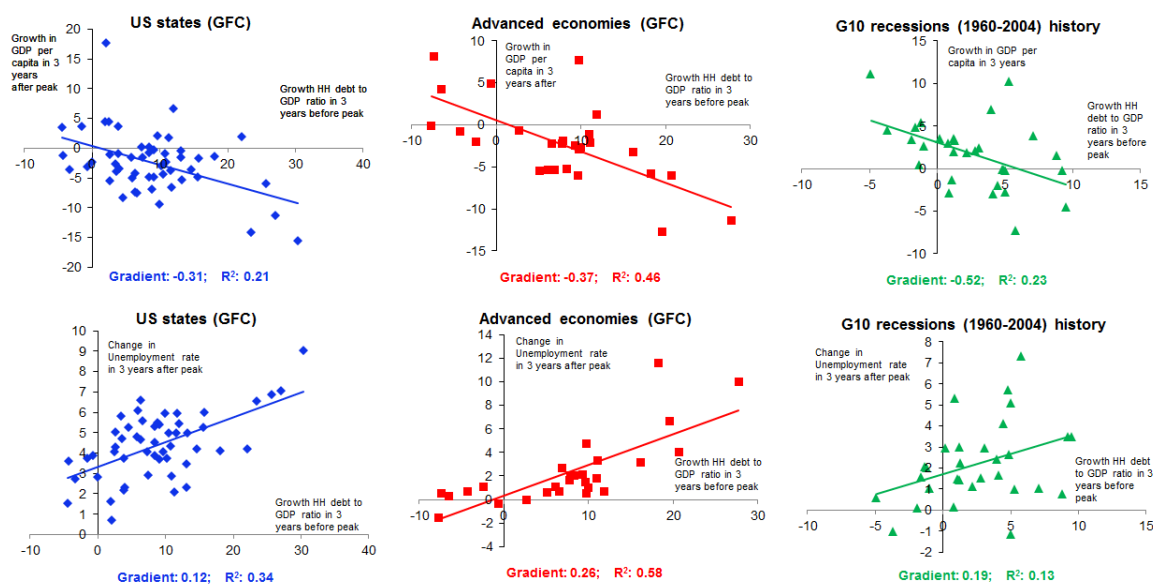 US states (GFC)
Growth in
GDP per
capita in 3
years
after peak
20
15
10
5
0
-5
-10
-15
-20
-10
0
10
20
30
40
Growth HH debt to
GDP ratio in 3
years before peak
Gradient: -0.31; R²: 0.21
Advanced economies (GFC)
Growth in
GDP per
capita in 3
years after
10
5
0
-5
-10
-15
-10
0
10
20
30
Growth HH debt to
GDP ratio in 3
years before peak
Gradient: -0.37; R²: 0.46
G10 recessions (1960-2004) history
Growth in GDP per
capita in 3 years
15
10
5
0
-5
-10
-10
-5
0
5
10
15
Growth HH
debt to GDP
ratio in 3
years before
peak
Gradient: -0.52; R²: 0.23
US states (GFC)
Change in
Unemployment rate
in 3 years after peak
10
9
8
7
6
5
4
3
2
1
0
-10
0
10
20
30
40
Growth HH debt to
GDP ratio in 3
years before peak
Gradient: 0.12; R²: 0.34
Advanced economies (GFC)
Change in
Unemployment rate
in 3 years after peak
14
12
10
8
6
4
2
0
-2
-4
-10
0
10
20
30
Growth HH debt to
GDP ratio in 3
years before peak
Gradient: 0.26; R²: 0.58
G10 recessions (1960-2004) history
Change in
Unemployment rate
in 3 years after peak
8
7
6
5
4
3
2
1
0
-1
-2
-10
-5
0
5
10
15
Growth HH debt
to GDP ratio in 3
years before
peak
Gradient: 0.19; R²: 0.13